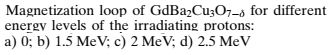 Magnetization loop of GdBa₂Cu₃O₇₋δ for different
energy levels of the irradiating protons:
a) 0; b) 1.5 MeV; c) 2 MeV; d) 2.5 MeV